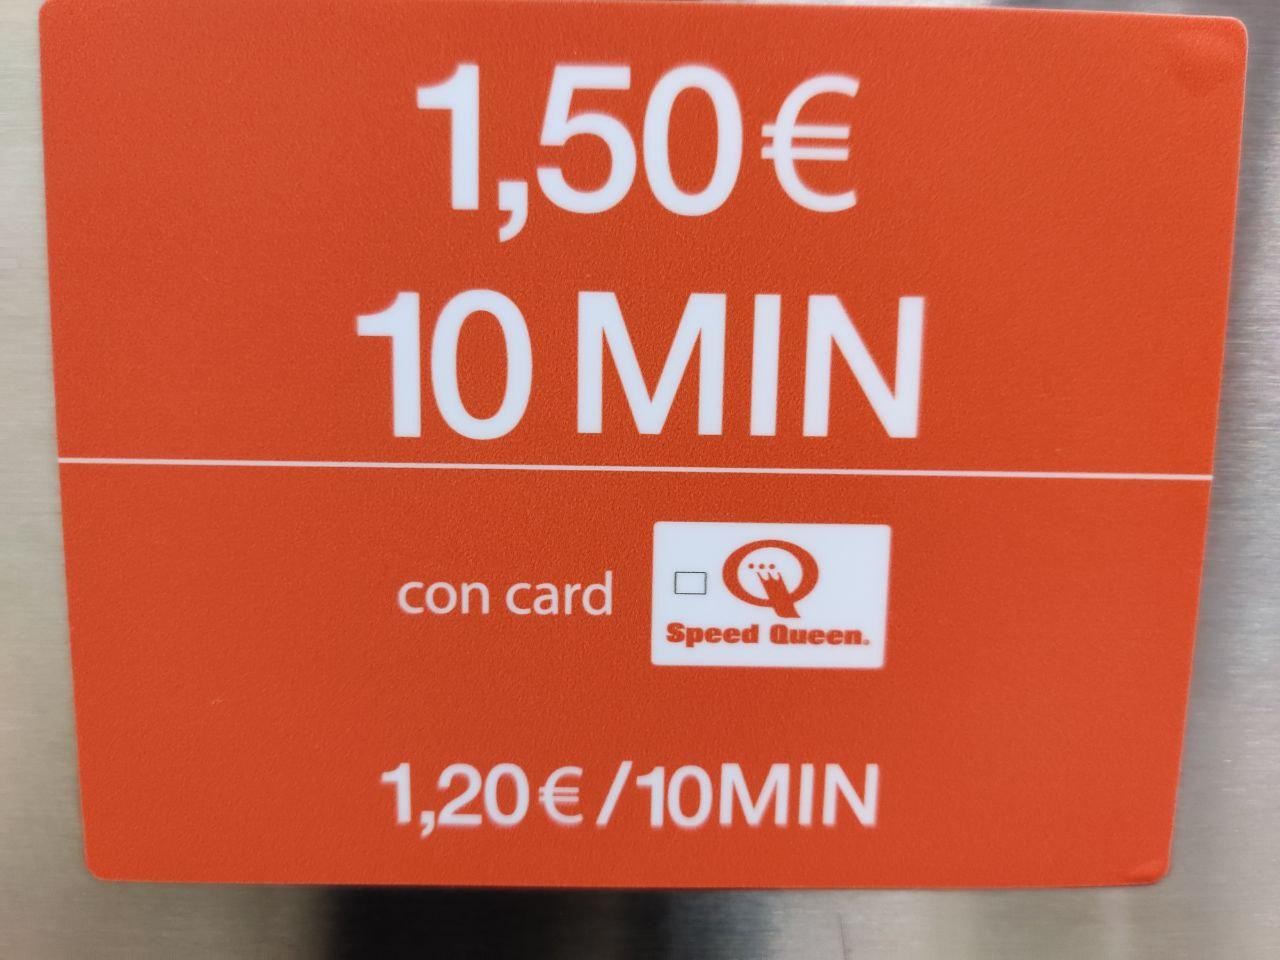 1,50€
10 MIN
con card
Speed Queen.
1,20€/10MIN